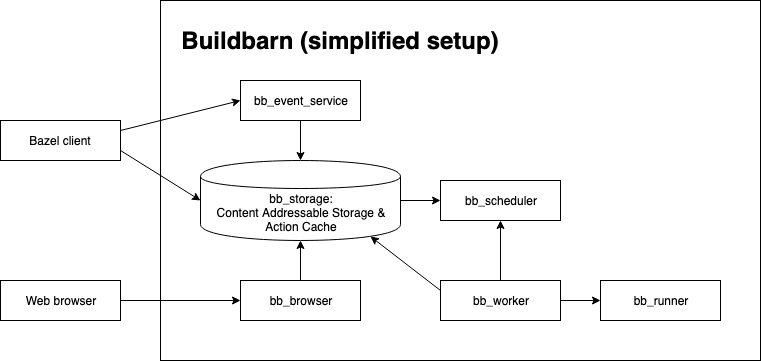 Buildbarn (simplified setup)
bb_event_service
Bazel client
bb_storage:
Content Addressable Storage &
Action Cache
bb_scheduler
Web browser
bb_browser
bb_worker
bb_runner